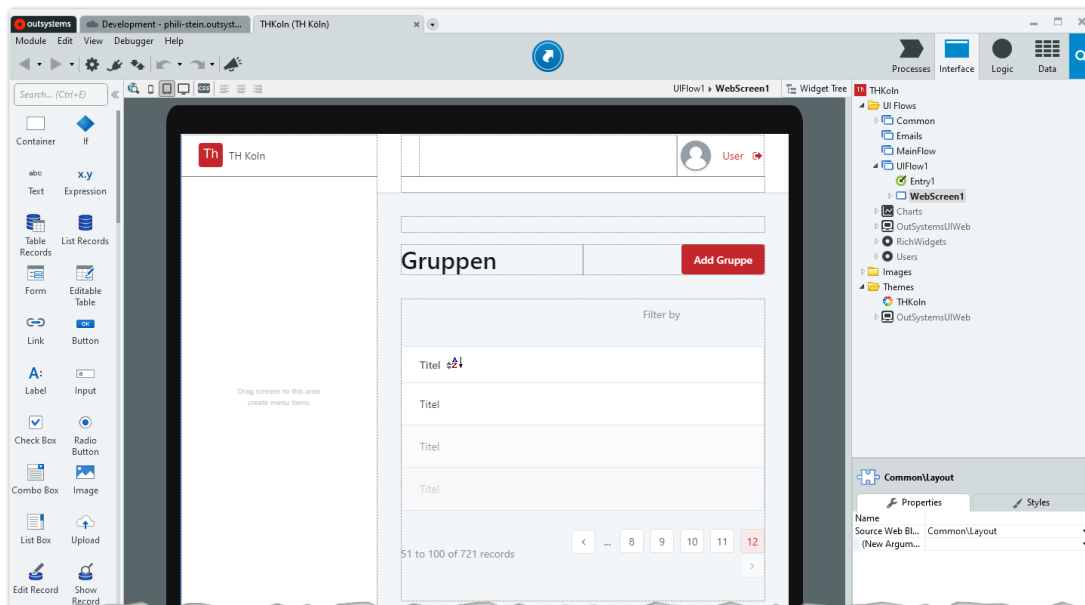 outsystems
Development - phili-stein.outsyst...
THKoln (TH Köln)
Module Edit View Debugger Help
Processes Interface Logic Data
Search... (Ctrl+E)
UIFlow1 WebScreen1
Widget Tree
Container If
abc x.y
Text Expression
Table Records
List Records
Form
Editable Table
Link
OK
Button
A:
Label
a
Input
Check Box
Radio Button
Combo Box
Image
List Box
Upload
Edit Record
Show Record
Th TH Koln
Drag screens to this area
create menu items
User
Gruppen
Add Gruppe
Filter by
Titel
Titel
Titel
Titel
51 to 100 of 721 records
< ... 8 9 10 11 12
>
Th THKoln
UI Flows
Common
Emails
MainFlow
UIFlow1
Entry1
WebScreen1
Charts
OutSystemsUIWeb
RichWidgets
Users
Images
Themes
THKoln
OutSystemsUIWeb
Common\Layout
Properties Styles
Name
Source Web Bl... Common\Layout
(New Argum...